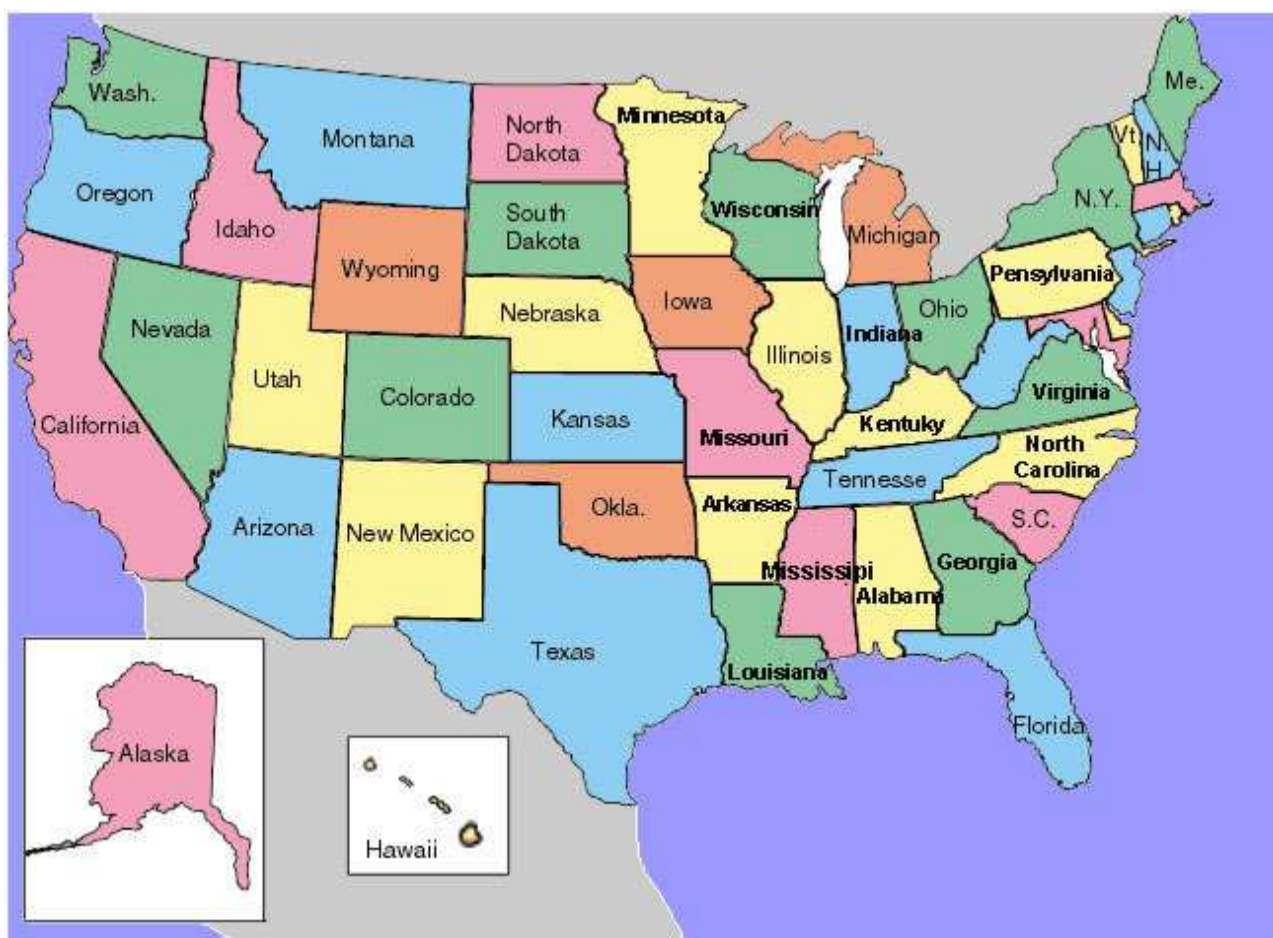 Wash.
Me.
Minnesota
North
Dakota
Montana
Vt.
N.
H
Oregon
N.Y.
Wisconsin
South
Dakota
Idaho
Michigan
Wyoming
Pensylvania
Iowa
Ohio
Nebraska
Nevada
Indiana
Illinois
Utah
Virginia
Colorado
Kansas
California
Kentuky
Missouri
North
Carolina
Tennesse
Arkansas
Okla.
S.C.
Arizona
New Mexico
Georgia
Mississipi
Alabama
Texas
Louisiana
Florida
Alaska
Hawaii